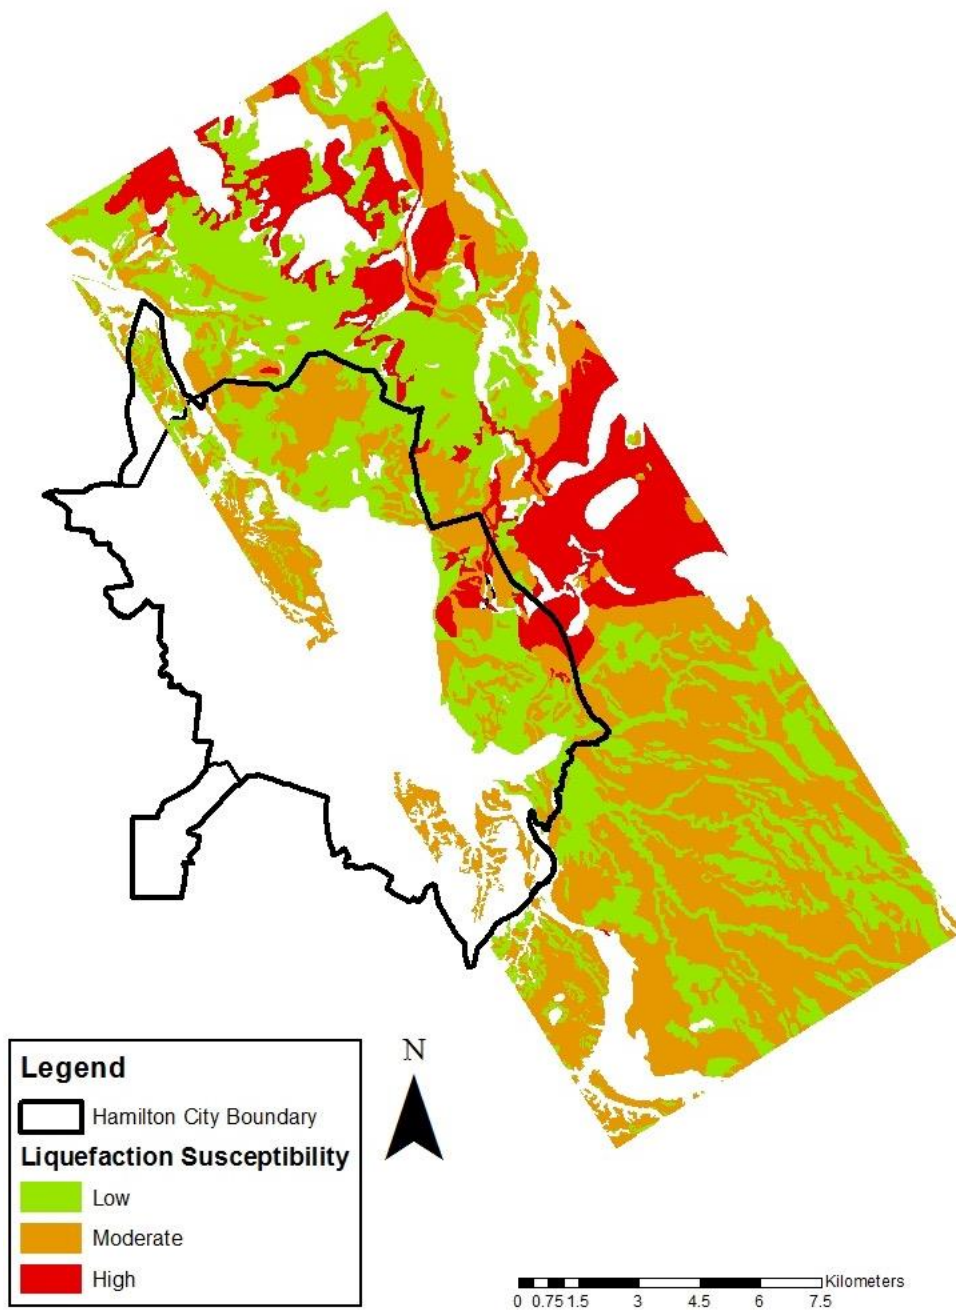 N
Legend
Hamilton City Boundary
Liquefaction Susceptibility
Low
Moderate
High
Kilometers
0 0.75 1.5 3 4.5 6 7.5